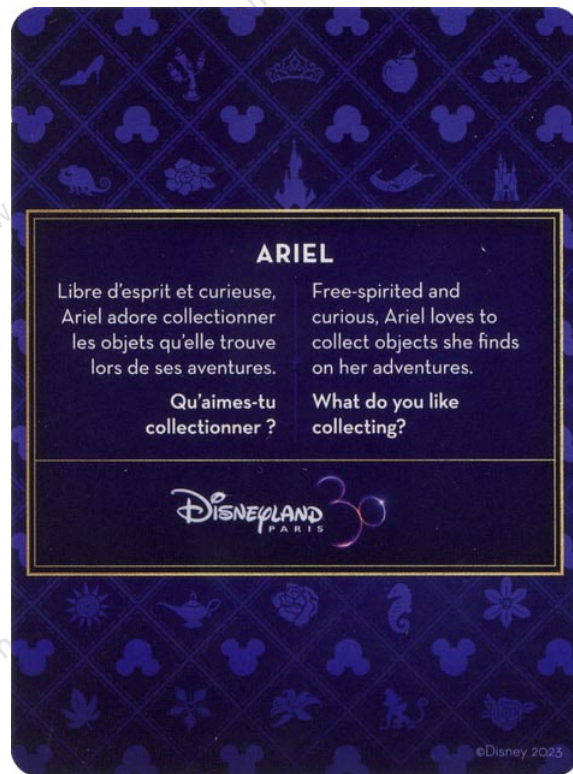 ARIEL
Libre d'esprit et curieuse,
Ariel adore collectionner
les objets qu'elle trouve
lors de ses aventures.
Qu'aimes-tu
collectionner ?
Free-spirited and
curious, Ariel loves to
collect objects she finds
on her adventures.
What do you like
collecting?
DISNEYLAND
PARIS
30
©Disney 2023